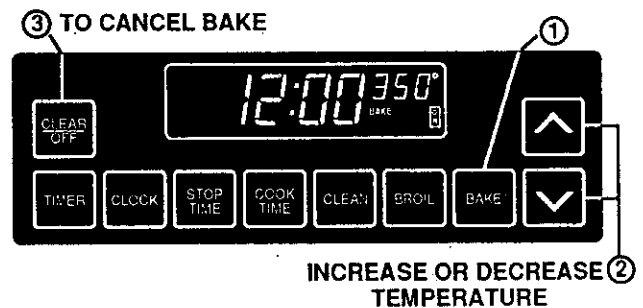 ③ TO CANCEL BAKE
①
12:00 350°
BAKE
ON
CLEAR
OFF
TIMER CLOCK STOP TIME COOK TIME CLEAN BROIL BAKE
②
INCREASE OR DECREASE
TEMPERATURE